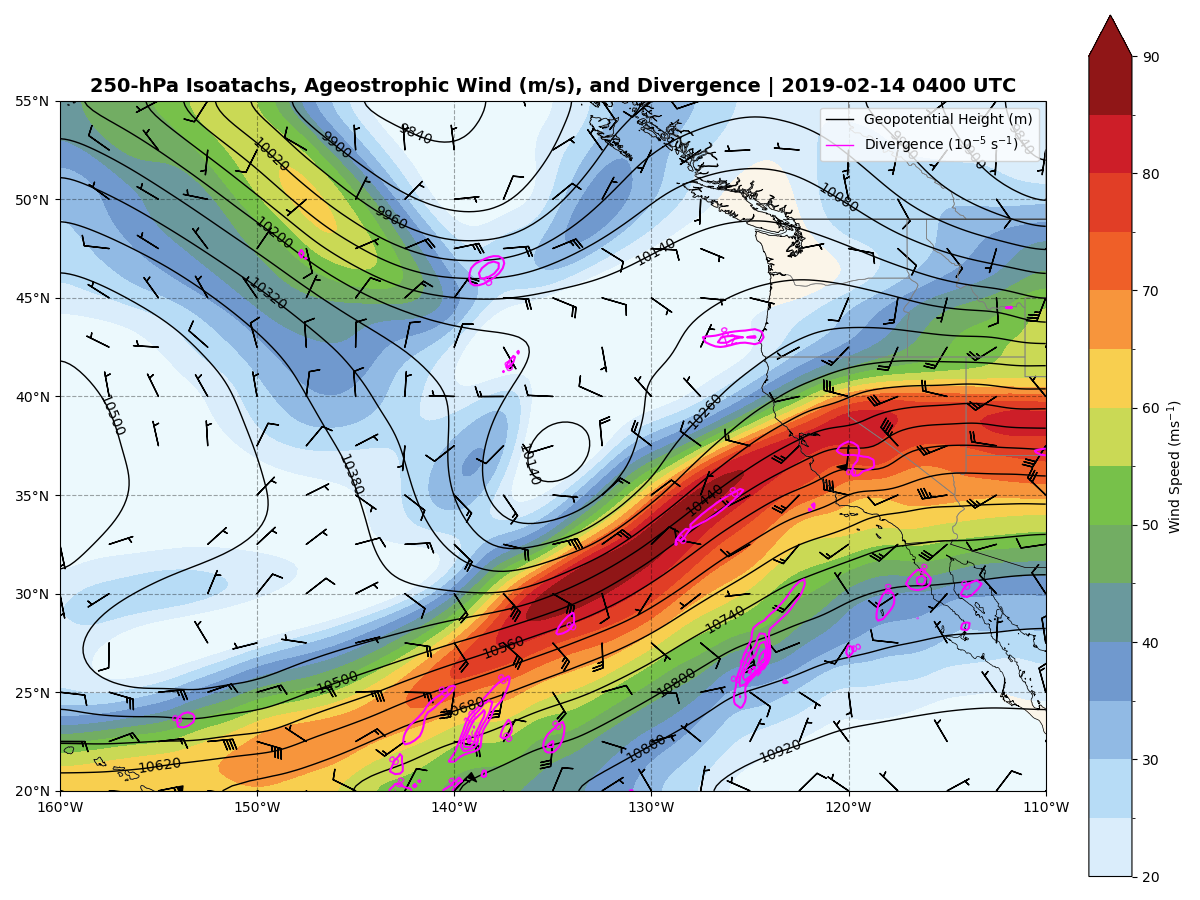 250-hPa Isoatachs, Ageostrophic Wind (m/s), and Divergence | 2019-02-14 0400 UTC
Geopotential Height (m)
Divergence (10⁻⁵ s⁻¹)
55°N
50°N
45°N
40°N
35°N
30°N
25°N
20°N
160°W
150°W
140°W
130°W
120°W
110°W
9840
9900
10020
9960
10200
10320
10140
10080
10500
10380
10140
10260
10440
10560
10500
10680
10740
10800
10860
10920
10620
90
80
70
60
50
40
30
20
Wind Speed (ms⁻¹)